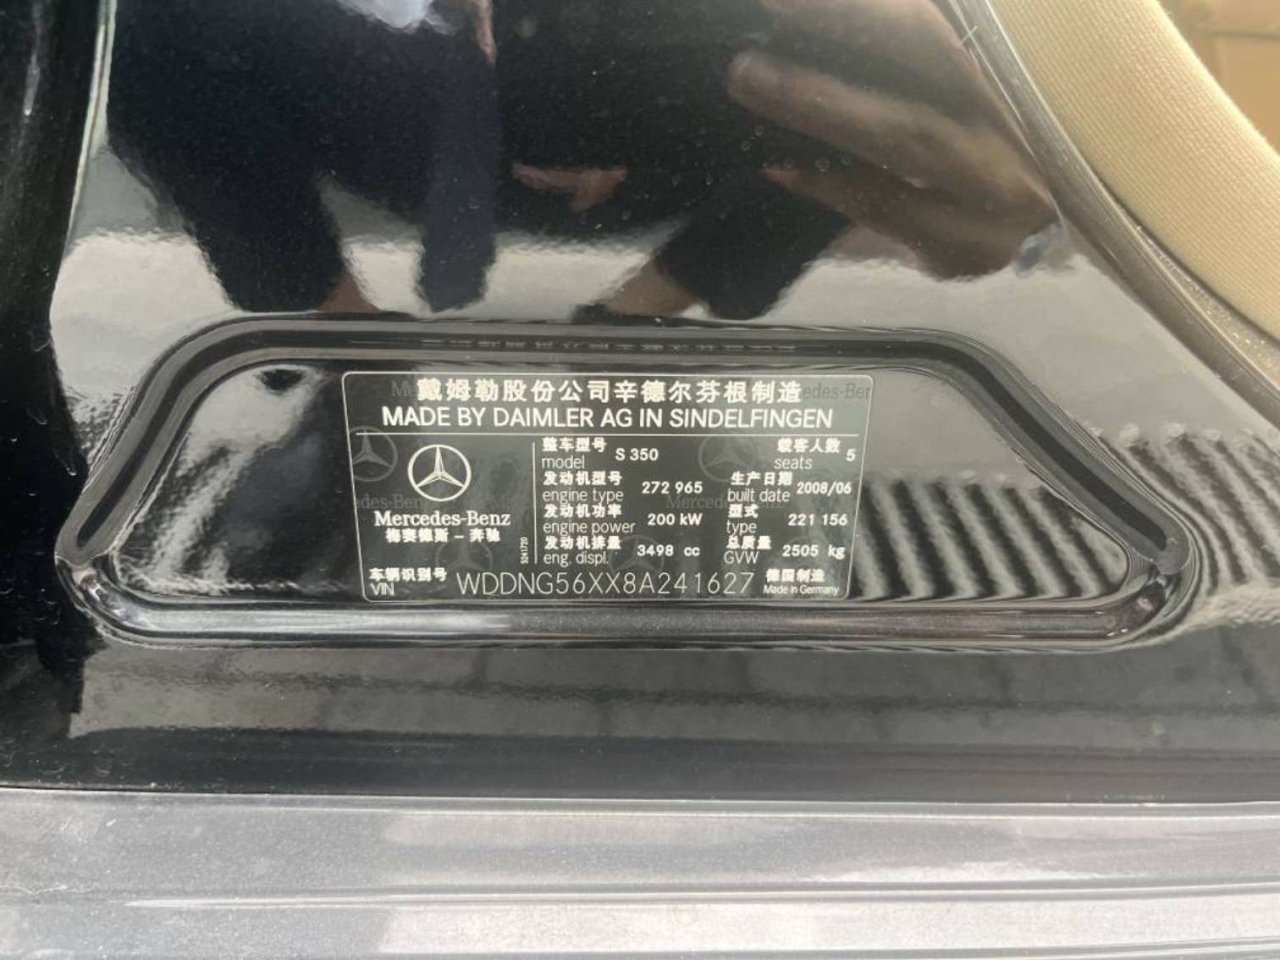 戴姆勒股份公司辛德尔芬根制造
MADE BY DAIMLER AG IN SINDELFINGEN
整车型号 S 350 载客人数 5
model seats
发动机型号 272 965 生产日期 2008/06
engine type built date
发动机功率 200 kW 型式 221 156
engine power type
发动机排量 3498 cc 总质量 2505 kg
eng. displ. GVW
Mercedes-Benz
梅赛德斯-奔驰
车辆识别号 WDDNG56XX8A241627 德国制造
VIN Made in Germany